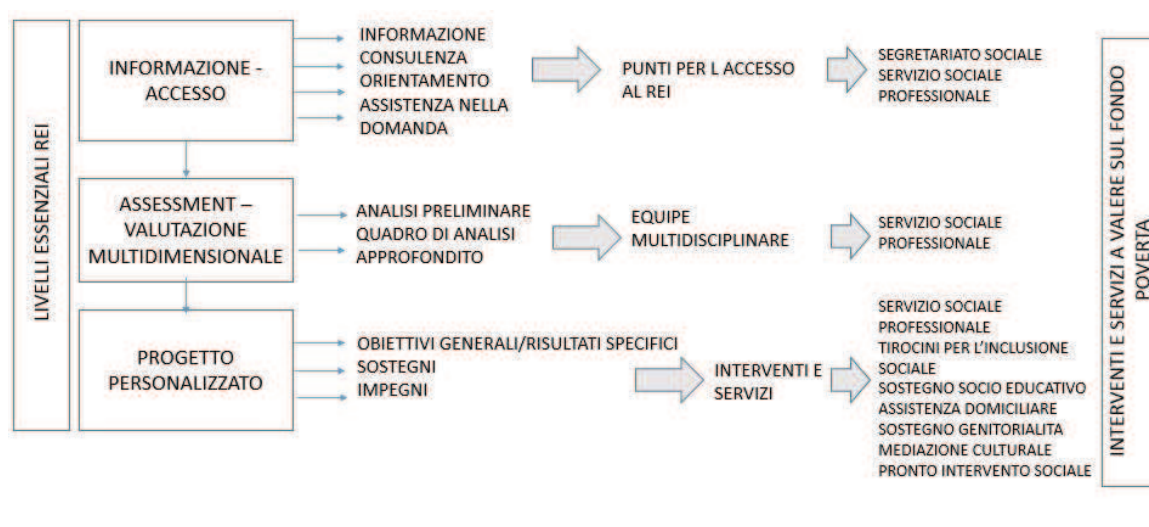 LIVELLI ESSENZIALI REI
INFORMAZIONE -
ACCESSO
INFORMAZIONE
CONSULENZA
ORIENTAMENTO
ASSISTENZA NELLA
DOMANDA
PUNTI PER L ACCESSO
AL REI
SEGRETARIATO SOCIALE
SERVIZIO SOCIALE
PROFESSIONALE
ASSESSMENT –
VALUTAZIONE
MULTIDIMENSIONALE
ANALISI PRELIMINARE
QUADRO DI ANALISI
APPROFONDITO
EQUIPE
MULTIDISCIPLINARE
SERVIZIO SOCIALE
PROFESSIONALE
PROGETTO
PERSONALIZZATO
OBIETTIVI GENERALI/RISULTATI SPECIFICI
SOSTEGNI
IMPEGNI
INTERVENTI E
SERVIZI
SERVIZIO SOCIALE
PROFESSIONALE
TIROCINI PER L’INCLUSIONE
SOCIALE
SOSTEGNO SOCIO EDUCATIVO
ASSISTENZA DOMICILIARE
SOSTEGNO GENITORIALITA
MEDIAZIONE CULTURALE
PRONTO INTERVENTO SOCIALE
INTERVENTI E SERVIZI A VALERE SUL FONDO
POVERTA